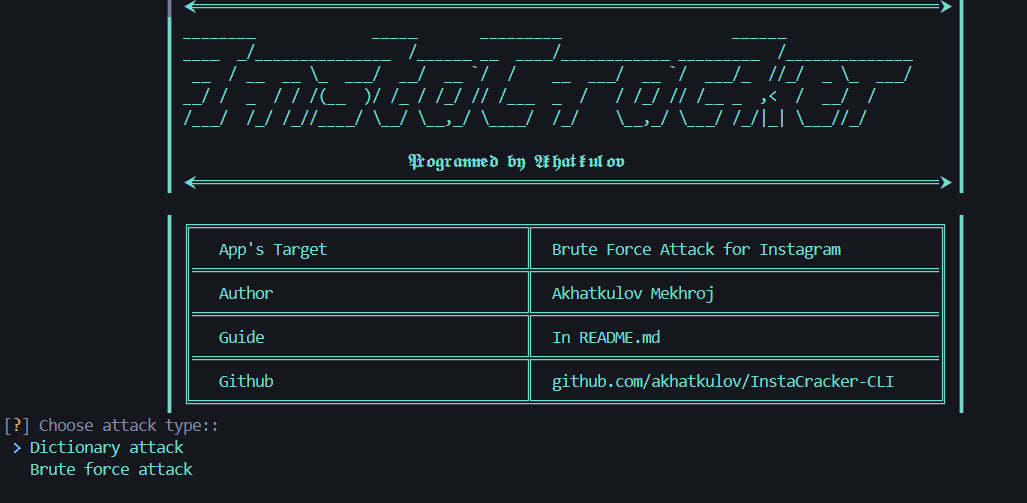 InstaCracker
Programmed by Akhatkulov
App's Target Brute Force Attack for Instagram
Author Akhatkulov Mekhroj
Guide In README.md
Github github.com/akhatkulov/InstaCracker-CLI
[?] Choose attack type::
> Dictionary attack
Brute force attack